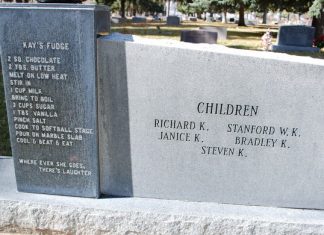 KAY'S FUDGE
2 SQ. CHOCOLATE
2 TBS. BUTTER
MELT ON LOW HEAT
STIR IN
1 CUP MILK
BRING TO BOIL
3 CUPS SUGAR
1 TBS VANILLA
PINCH SALT
COOK TO SOFTBALL STAGE
POUR ON MARBLE SLAB
COOL & BEAT & EAT
WHERE EVER SHE GOES,
THERE'S LAUGHTER
CHILDREN
RICHARD K. STANFORD W.K.
JANICE K. BRADLEY K.
STEVEN K.